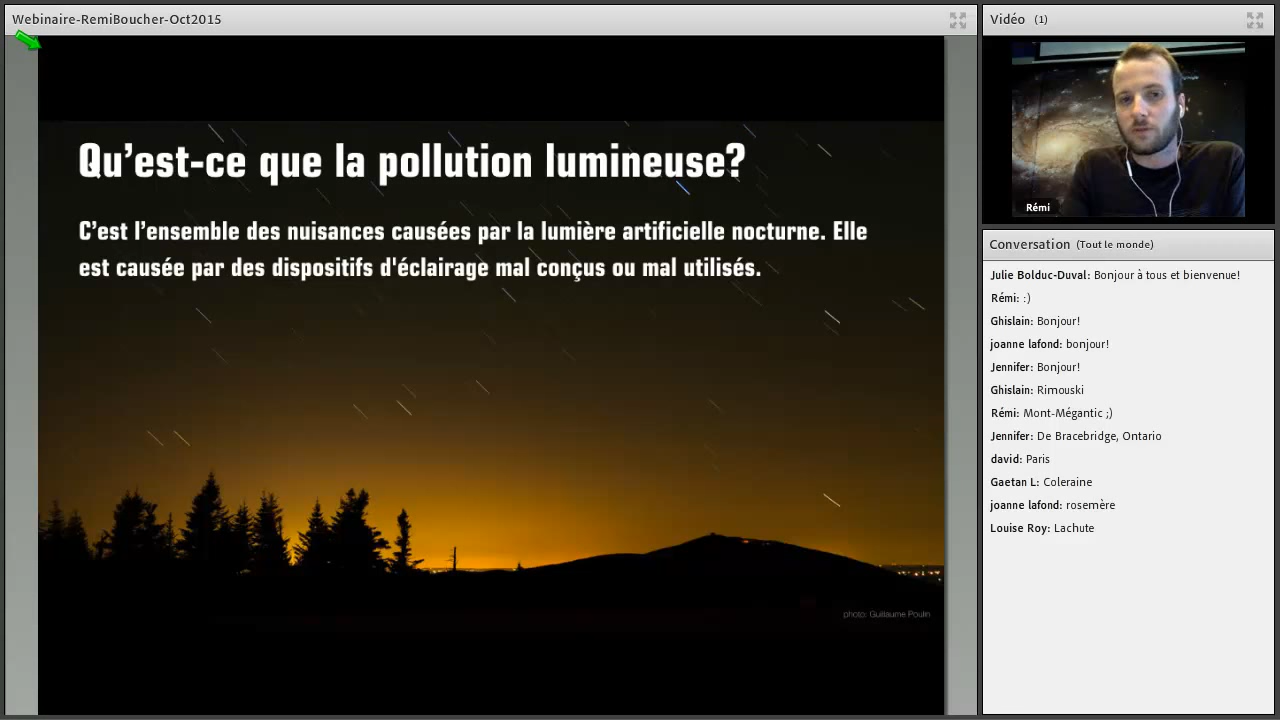 Webinaire-RemiBoucher-Oct2015
Qu'est-ce que la pollution lumineuse?
C'est l'ensemble des nuisances causées par la lumière artificielle nocturne. Elle
est causée par des dispositifs d'éclairage mal conçus ou mal utilisés.
photo: Guillaume Poulin
Vidéo (1)
Rémi
Conversation (Tout le monde)
Julie Bolduc-Duval: Bonjour à tous et bienvenue!
Rémi: :)
Ghislain: Bonjour!
joanne lafond: bonjour!
Jennifer: Bonjour!
Ghislain: Rimouski
Rémi: Mont-Mégantic ;)
Jennifer: De Bracebridge, Ontario
david: Paris
Gaetan L: Coleraine
joanne lafond: rosemère
Louise Roy: Lachute